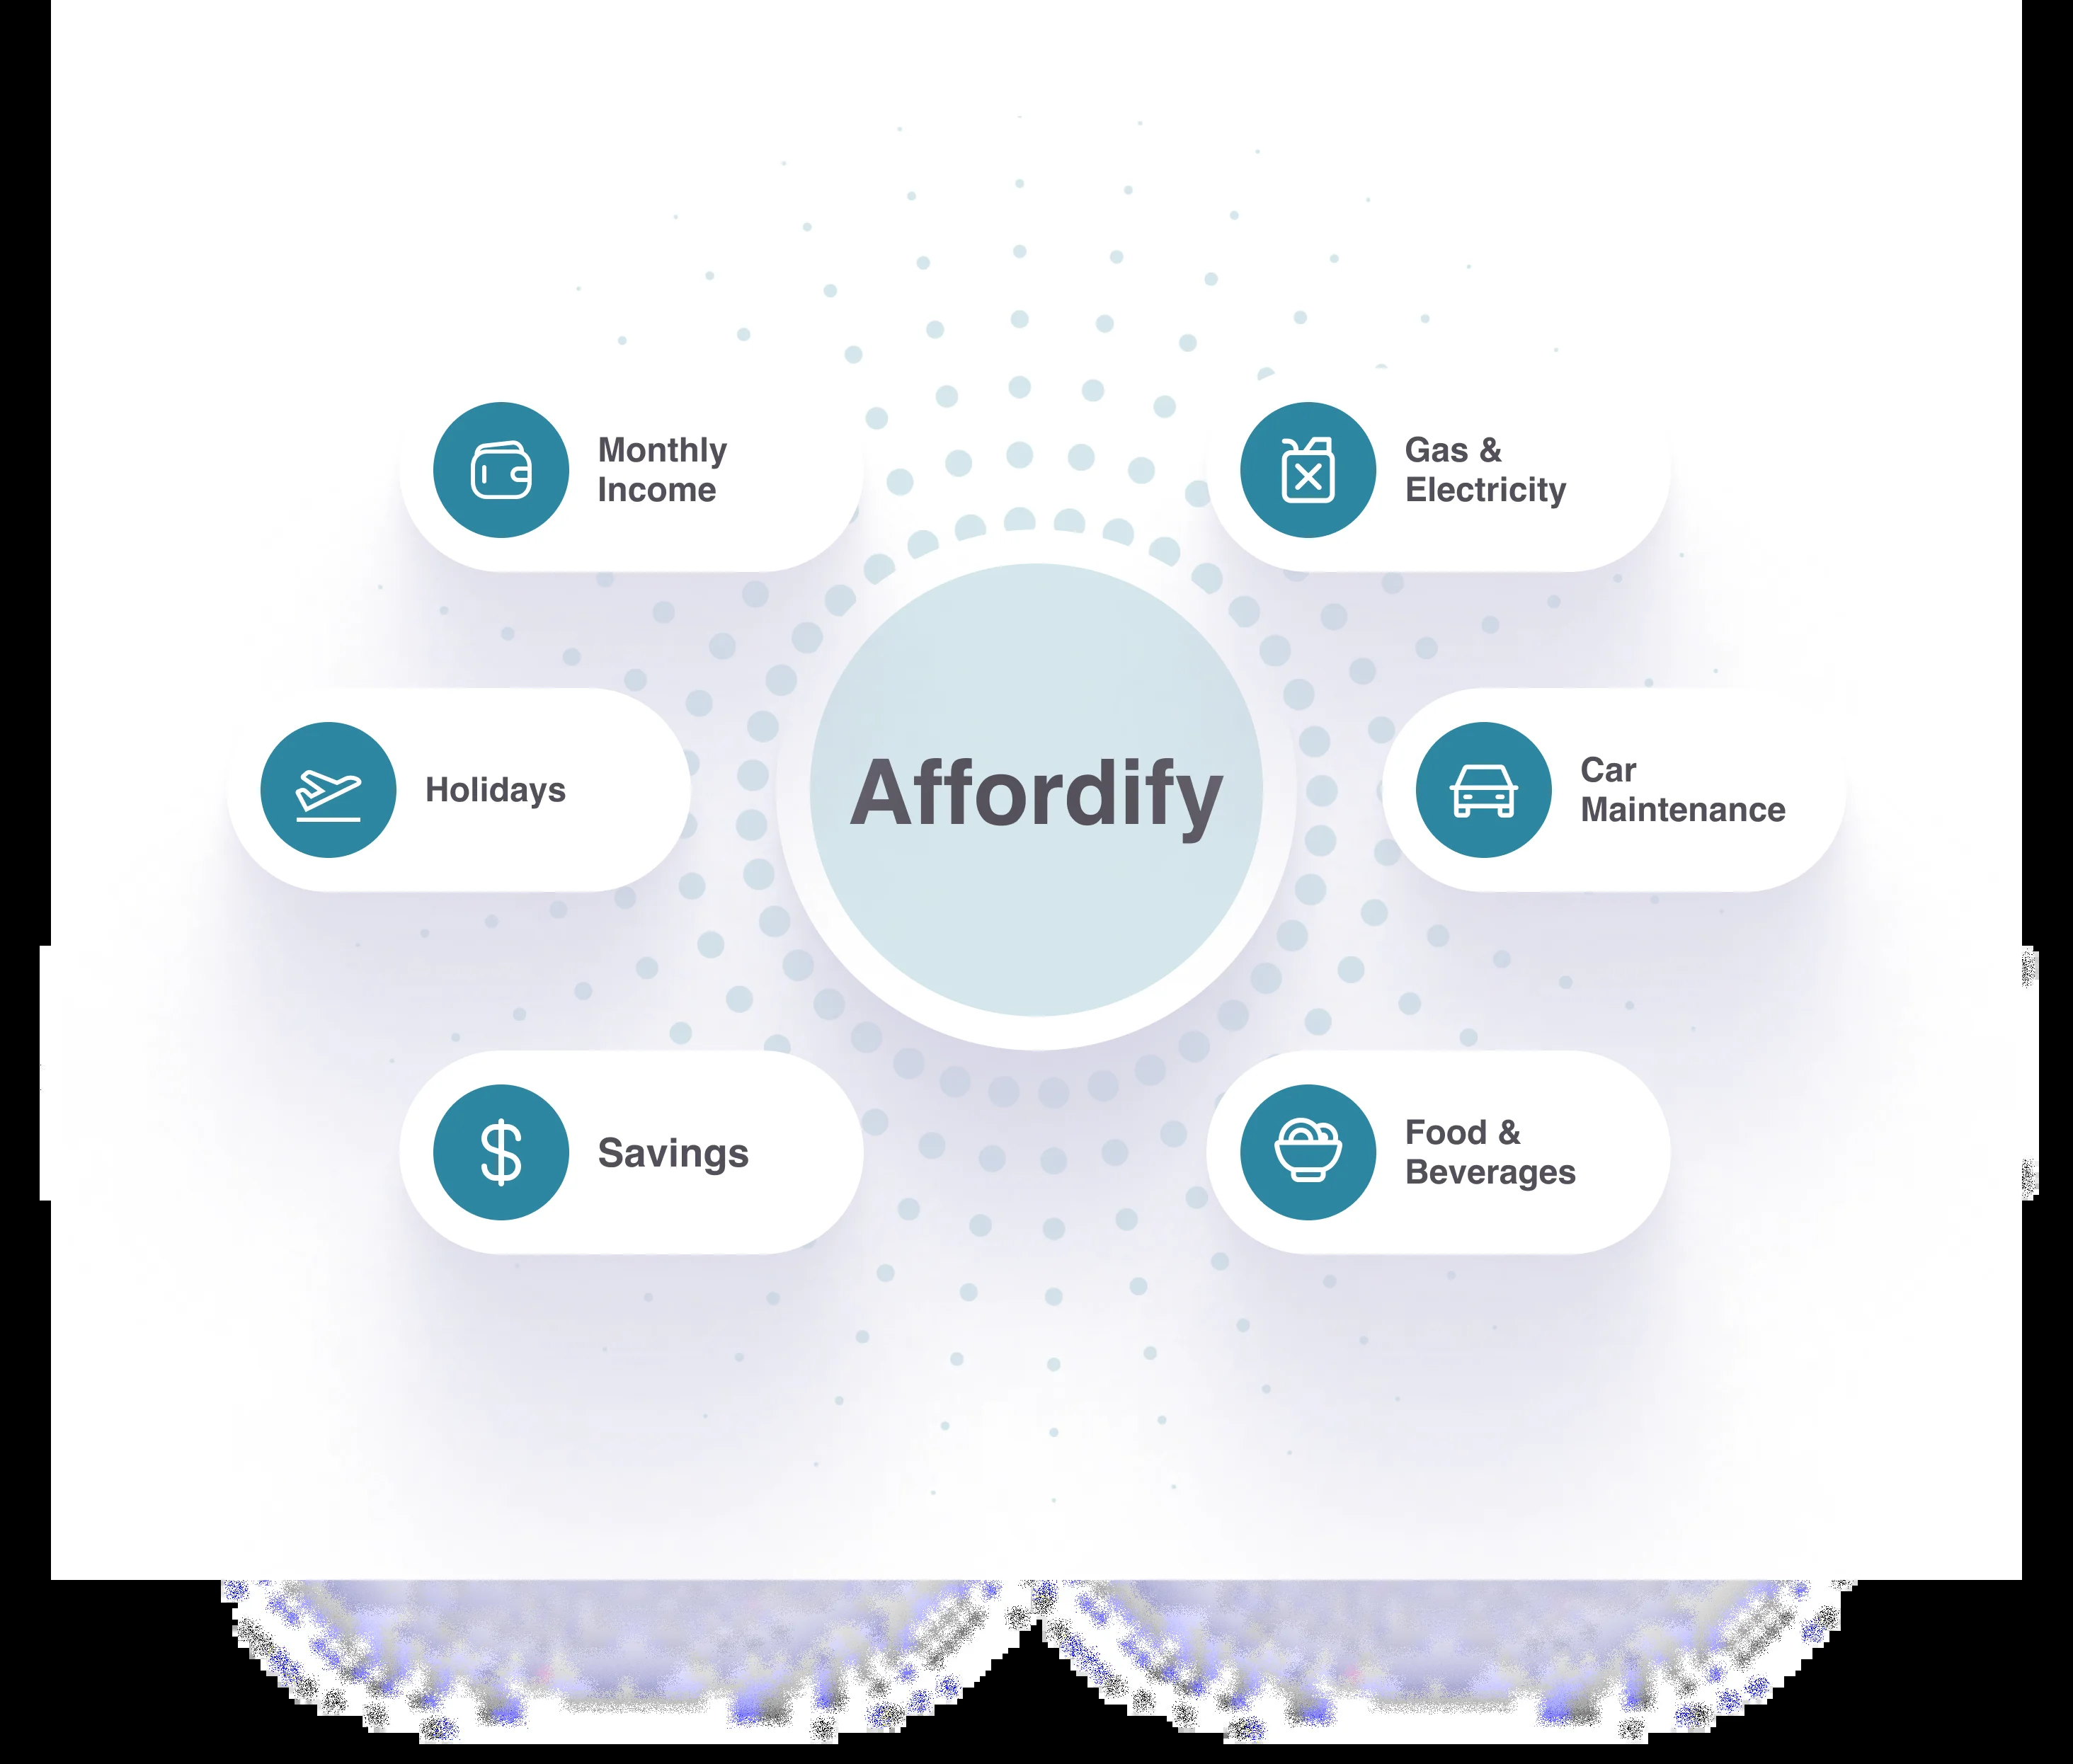 Monthly
Income
Gas &
Electricity
Holidays
Affordify
Car
Maintenance
Savings
Food &
Beverages